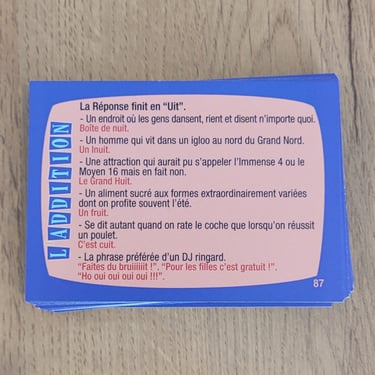 L'ADDITION
La Réponse finit en "Uit".
- Un endroit où les gens dansent, rient et disent n'importe quoi.
Boîte de nuit.
- Un homme qui vit dans un igloo au nord du Grand Nord.
Un Inuit.
- Une attraction qui aurait pu s'appeler l'Immense 4 ou le
Moyen 16 mais en fait non.
Le Grand Huit.
- Un aliment sucré aux formes extraordinairement variées
dont on profite souvent l'été.
Un fruit.
- Se dit autant quand on rate le coche que lorsqu'on réussit
un poulet.
C'est cuit.
- La phrase préférée d'un DJ ringard.
"Faites du bruiiiiiit !". "Pour les filles c'est gratuit !".
"Ho oui oui oui oui !!!".
87